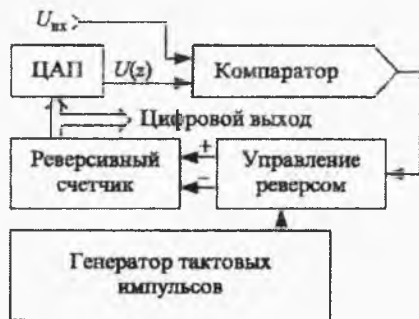 Uвх
ЦАП
U(z)
Компаратор
Цифровой выход
Реверсивный
счетчик
+
−
Управление
реверсом
Генератор тактовых
импульсов